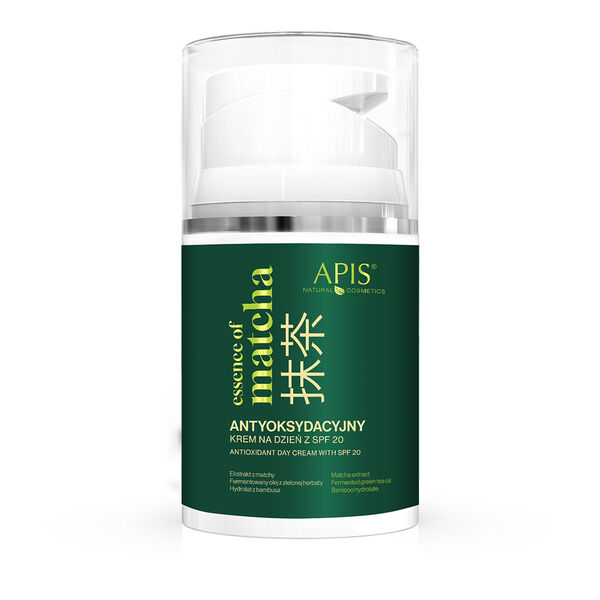 APIS®
NATURAL COSMETICS
essence of
matcha
抹茶
ANTYOKSYDACYJNY
KREM NA DZIEŃ Z SPF 20
ANTIOXIDANT DAY CREAM WITH SPF 20
Ekstrakt z matchy
Fermentowany olej z zielonej herbaty
Hydrolat z bambusa
Matcha extract
Fermented green tea oil
Bamboo hydrolate